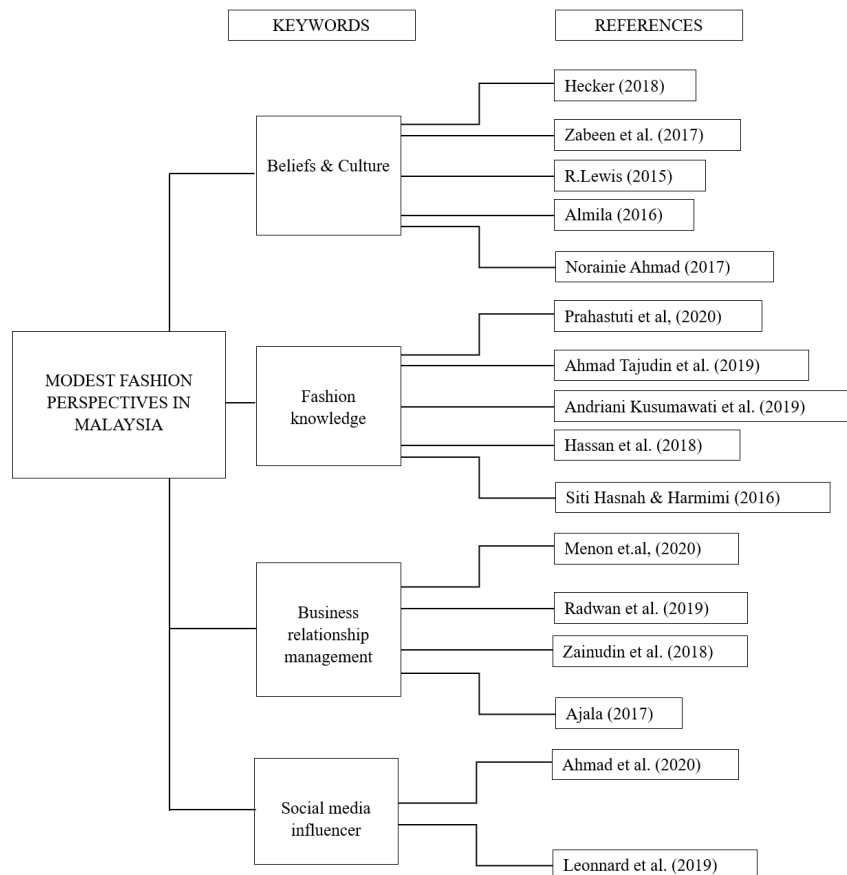 KEYWORDS
REFERENCES
MODEST FASHION
PERSPECTIVES IN
MALAYSIA
Beliefs & Culture
Hecker (2018)
Zabeen et al. (2017)
R.Lewis (2015)
Almila (2016)
Norainie Ahmad (2017)
Fashion
knowledge
Prahastuti et al, (2020)
Ahmad Tajudin et al. (2019)
Andriani Kusumawati et al. (2019)
Hassan et al. (2018)
Siti Hasnah & Harmimi (2016)
Business
relationship
management
Menon et.al, (2020)
Radwan et al. (2019)
Zainudin et al. (2018)
Ajala (2017)
Social media
influencer
Ahmad et al. (2020)
Leonnard et al. (2019)